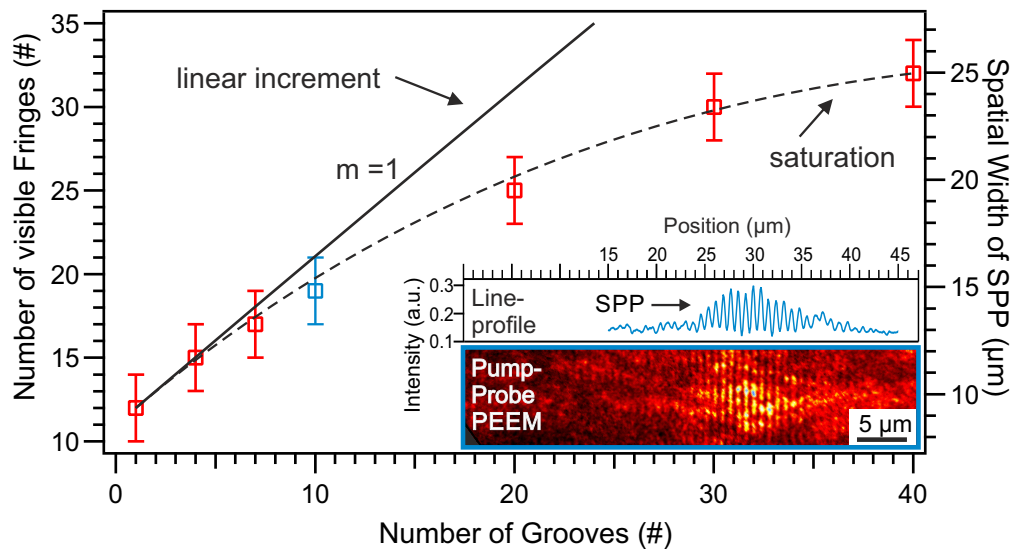 35
30
25
20
15
10
Number of visible Fringes (#)
linear increment
m =1
saturation
25
20
15
10
Spatial Width of SPP (µm)
Position (µm)
15 20 25 30 35 40 45
0.3
0.2
0.1
Intensity (a.u.)
Line-
profile
SPP
Pump-
Probe
PEEM
5 µm
0 10 20 30 40
Number of Grooves (#)